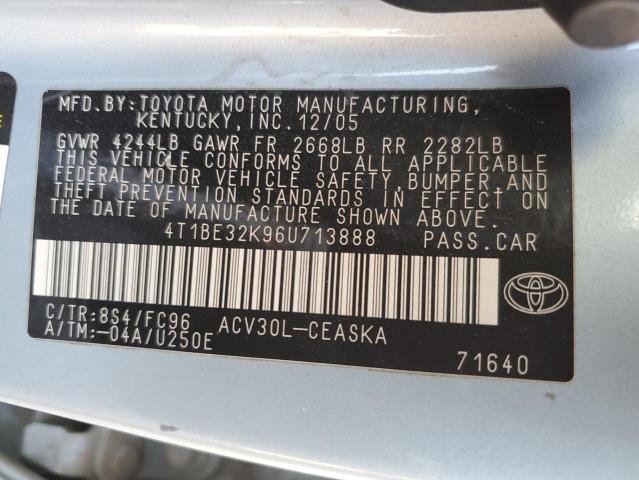 MFD.BY:TOYOTA MOTOR MANUFACTURING,
KENTUCKY,INC.12/05
GVWR 4244LB GAWR FR 2668LB RR 2282LB
THIS VEHICLE CONFORMS TO ALL APPLICABLE
FEDERAL MOTOR VEHICLE SAFETY,BUMPER,AND
THEFT PREVENTION STANDARDS IN EFFECT ON
THE DATE OF MANUFACTURE SHOWN ABOVE.
4T1BE32K96U713888 PASS.CAR
C/TR:8S4/FC96 ACV30L-CEASKA
A/TM:-04A/U250E
71640